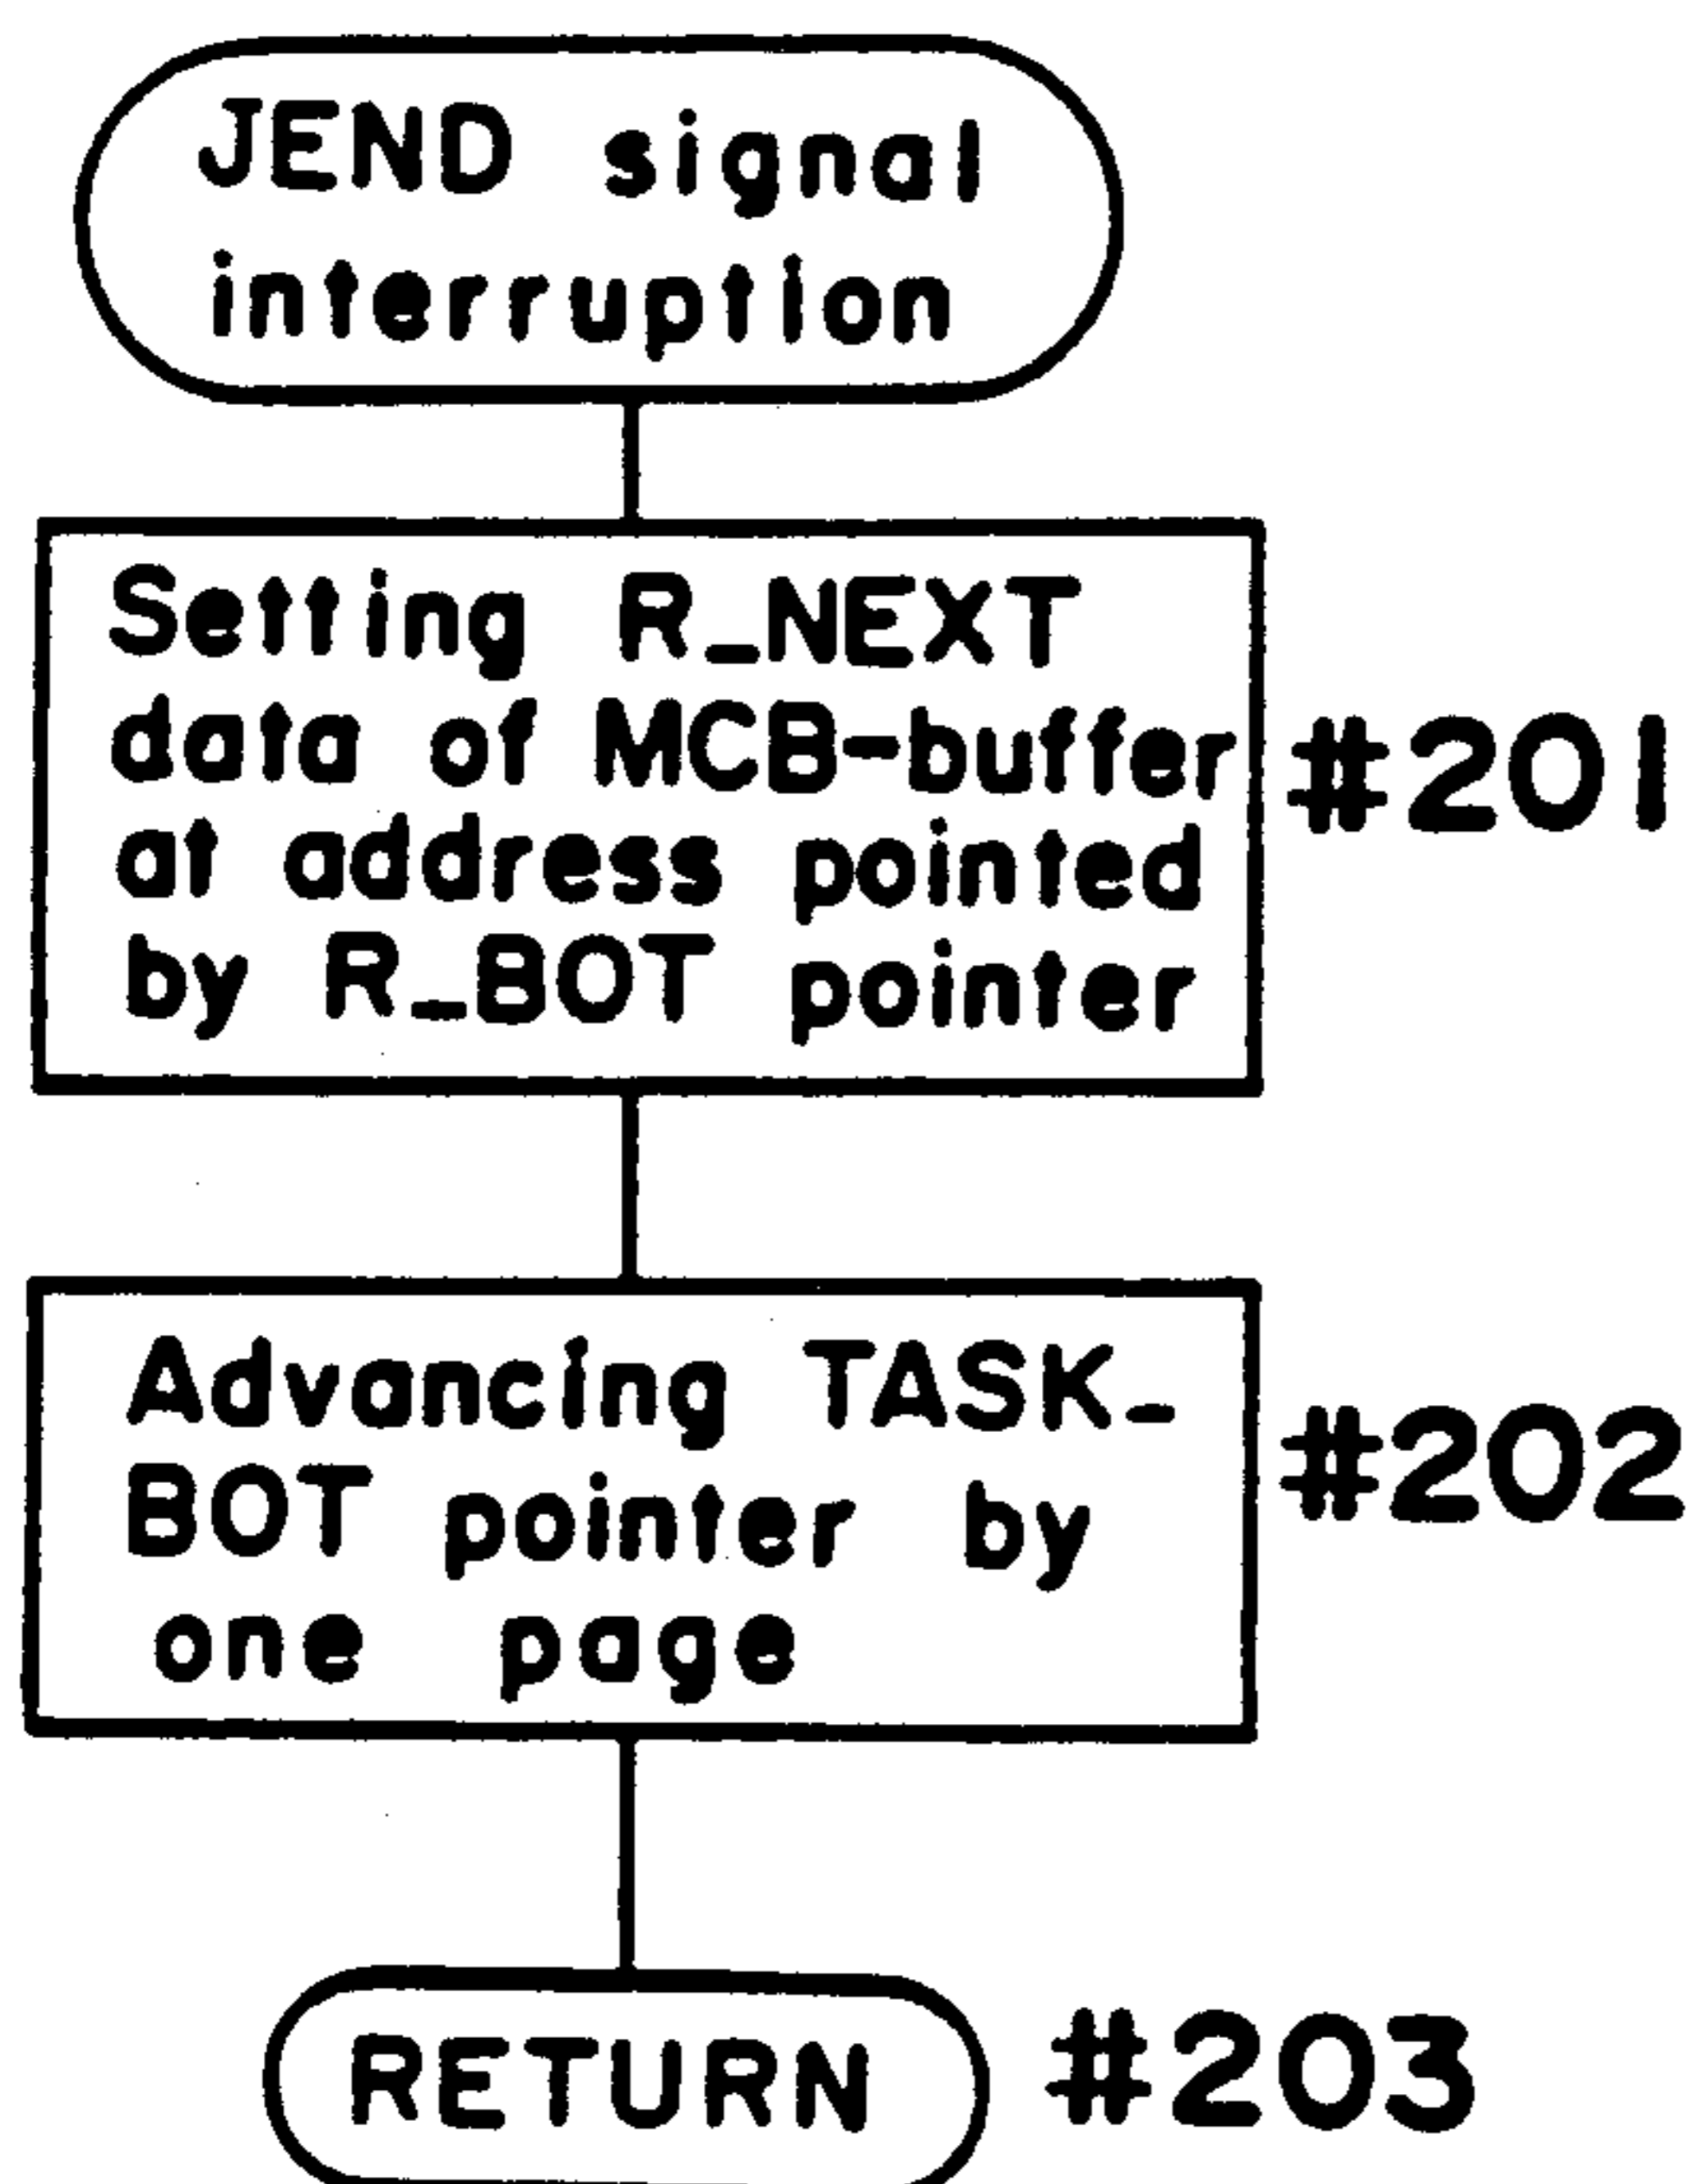 JEND signal
interruption
Setting R_NEXT
data of MCB-buffer
at address pointed
by R_BOT pointer
#201
Advancing TASK_
BOT pointer by
one page
#202
RETURN
#203